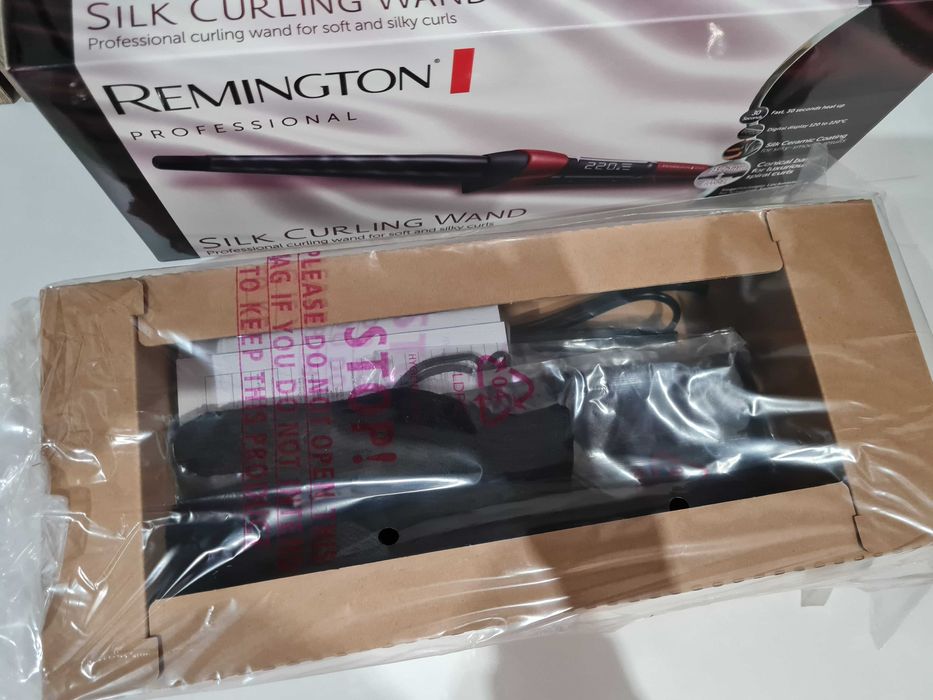 SILK CURLING WAND
Professional curling wand for soft and silky curls
REMINGTON®
PROFESSIONAL
30
Seconds
Fast, 30 seconds heat up
Digital display 120 to 220°C
Silk Ceramic Coating
Conical
for luxurious
spiral curls
SILK CURLING WAND
Professional curling wand for soft and silky curls
STOP!
PLEASE DO NOT OPEN THIS
BAG IF YOU DO NOT
TO KEEP THIS PRODUCT